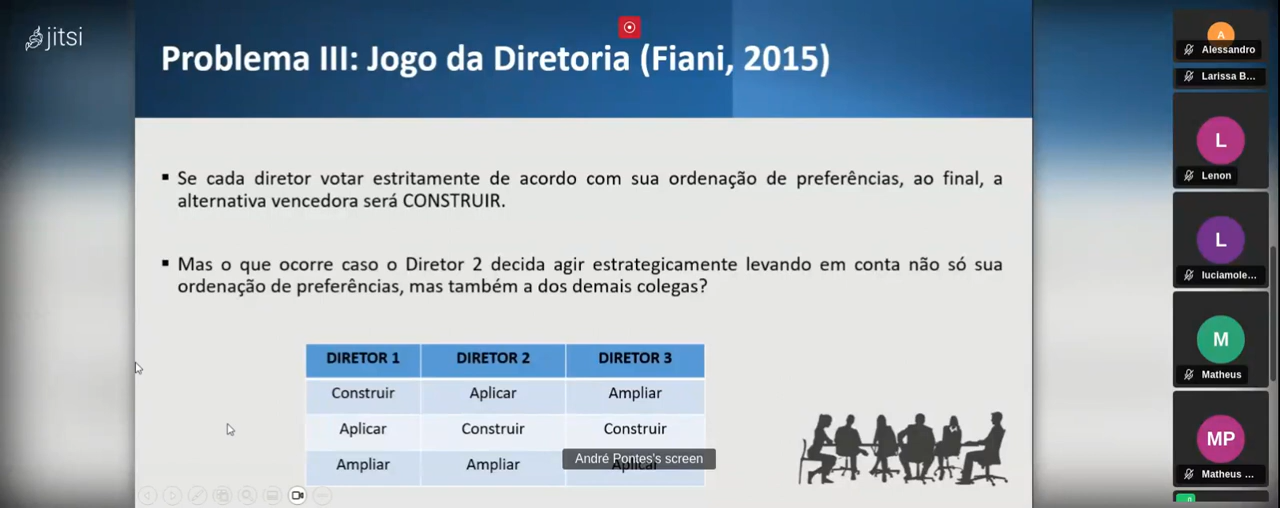 jitsi
Problema III: Jogo da Diretoria (Fiani, 2015)
▪ Se cada diretor votar estritamente de acordo com sua ordenação de preferências, ao final, a
alternativa vencedora será CONSTRUIR.
▪ Mas o que ocorre caso o Diretor 2 decida agir estrategicamente levando em conta não só sua
ordenação de preferências, mas também a dos demais colegas?
DIRETOR 1 DIRETOR 2 DIRETOR 3
Construir Aplicar Ampliar
Aplicar Construir Construir
Ampliar Ampliar Aplicar
André Pontes's screen
A
Alessandro
Larissa B...
L
Lenon
L
luciamole...
M
Matheus
MP
Matheus ...